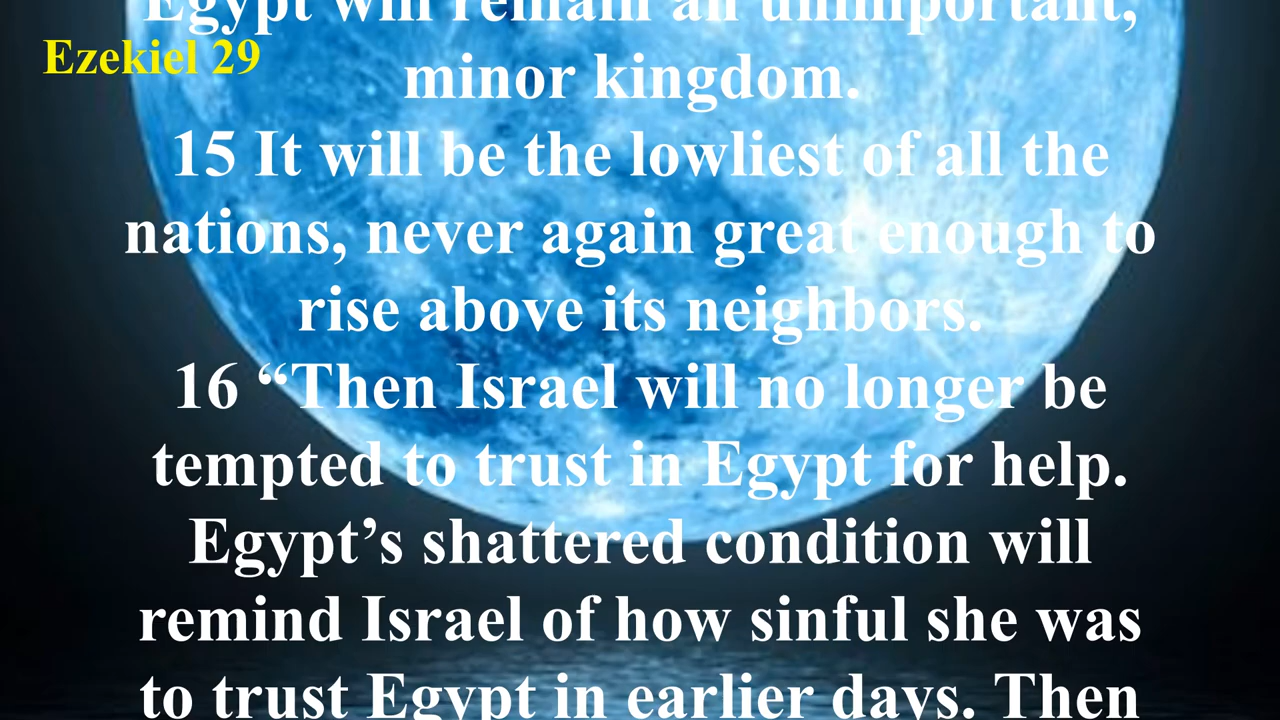 Egypt will remain an unimportant,
Ezekiel 29
minor kingdom.
15 It will be the lowliest of all the
nations, never again great enough to
rise above its neighbors.
16 “Then Israel will no longer be
tempted to trust in Egypt for help.
Egypt’s shattered condition will
remind Israel of how sinful she was
to trust Egypt in earlier days. Then